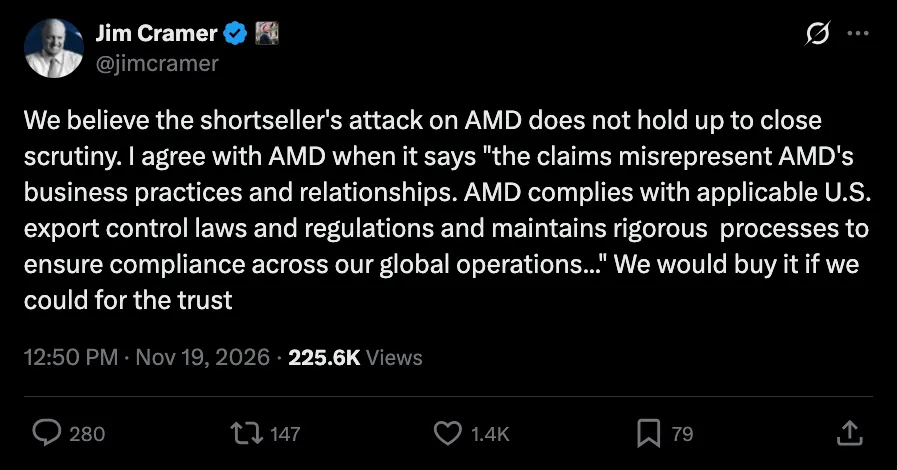 Jim Cramer
@jimcramer
We believe the shortseller's attack on AMD does not hold up to close
scrutiny. I agree with AMD when it says "the claims misrepresent AMD's
business practices and relationships. AMD complies with applicable U.S.
export control laws and regulations and maintains rigorous  processes to
ensure compliance across our global operations..." We would buy it if we
could for the trust
12:50 PM · Nov 19, 2026 · 225.6K Views
280 147 1.4K 79